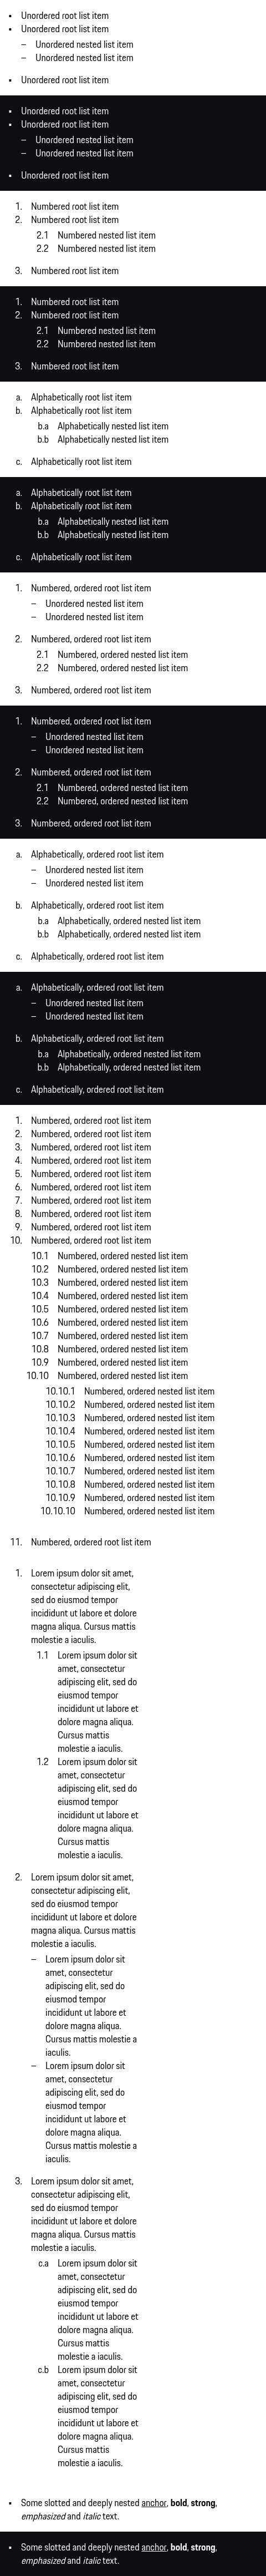 • Unordered root list item
• Unordered root list item
– Unordered nested list item
– Unordered nested list item
• Unordered root list item
• Unordered root list item
• Unordered root list item
– Unordered nested list item
– Unordered nested list item
• Unordered root list item
1. Numbered root list item
2. Numbered root list item
2.1 Numbered nested list item
2.2 Numbered nested list item
3. Numbered root list item
1. Numbered root list item
2. Numbered root list item
2.1 Numbered nested list item
2.2 Numbered nested list item
3. Numbered root list item
a. Alphabetically root list item
b. Alphabetically root list item
b.a Alphabetically nested list item
b.b Alphabetically nested list item
c. Alphabetically root list item
a. Alphabetically root list item
b. Alphabetically root list item
b.a Alphabetically nested list item
b.b Alphabetically nested list item
c. Alphabetically root list item
1. Numbered, ordered root list item
– Unordered nested list item
– Unordered nested list item
2. Numbered, ordered root list item
2.1 Numbered, ordered nested list item
2.2 Numbered, ordered nested list item
3. Numbered, ordered root list item
1. Numbered, ordered root list item
– Unordered nested list item
– Unordered nested list item
2. Numbered, ordered root list item
2.1 Numbered, ordered nested list item
2.2 Numbered, ordered nested list item
3. Numbered, ordered root list item
a. Alphabetically, ordered root list item
– Unordered nested list item
– Unordered nested list item
b. Alphabetically, ordered root list item
b.a Alphabetically, ordered nested list item
b.b Alphabetically, ordered nested list item
c. Alphabetically, ordered root list item
a. Alphabetically, ordered root list item
– Unordered nested list item
– Unordered nested list item
b. Alphabetically, ordered root list item
b.a Alphabetically, ordered nested list item
b.b Alphabetically, ordered nested list item
c. Alphabetically, ordered root list item
1. Numbered, ordered root list item
2. Numbered, ordered root list item
3. Numbered, ordered root list item
4. Numbered, ordered root list item
5. Numbered, ordered root list item
6. Numbered, ordered root list item
7. Numbered, ordered root list item
8. Numbered, ordered root list item
9. Numbered, ordered root list item
10. Numbered, ordered root list item
10.1 Numbered, ordered nested list item
10.2 Numbered, ordered nested list item
10.3 Numbered, ordered nested list item
10.4 Numbered, ordered nested list item
10.5 Numbered, ordered nested list item
10.6 Numbered, ordered nested list item
10.7 Numbered, ordered nested list item
10.8 Numbered, ordered nested list item
10.9 Numbered, ordered nested list item
10.10 Numbered, ordered nested list item
10.10.1 Numbered, ordered nested list item
10.10.2 Numbered, ordered nested list item
10.10.3 Numbered, ordered nested list item
10.10.4 Numbered, ordered nested list item
10.10.5 Numbered, ordered nested list item
10.10.6 Numbered, ordered nested list item
10.10.7 Numbered, ordered nested list item
10.10.8 Numbered, ordered nested list item
10.10.9 Numbered, ordered nested list item
10.10.10 Numbered, ordered nested list item
11. Numbered, ordered root list item
1. Lorem ipsum dolor sit amet,
consectetur adipiscing elit,
sed do eiusmod tempor
incididunt ut labore et dolore
magna aliqua. Cursus mattis
molestie a iaculis.
1.1 Lorem ipsum dolor sit
amet, consectetur
adipiscing elit, sed do
eiusmod tempor
incididunt ut labore et
dolore magna aliqua.
Cursus mattis
molestie a iaculis.
1.2 Lorem ipsum dolor sit
amet, consectetur
adipiscing elit, sed do
eiusmod tempor
incididunt ut labore et
dolore magna aliqua.
Cursus mattis
molestie a iaculis.
2. Lorem ipsum dolor sit amet,
consectetur adipiscing elit,
sed do eiusmod tempor
incididunt ut labore et dolore
magna aliqua. Cursus mattis
molestie a iaculis.
– Lorem ipsum dolor sit
amet, consectetur
adipiscing elit, sed do
eiusmod tempor
incididunt ut labore et
dolore magna aliqua.
Cursus mattis molestie a
iaculis.
– Lorem ipsum dolor sit
amet, consectetur
adipiscing elit, sed do
eiusmod tempor
incididunt ut labore et
dolore magna aliqua.
Cursus mattis molestie a
iaculis.
3. Lorem ipsum dolor sit amet,
consectetur adipiscing elit,
sed do eiusmod tempor
incididunt ut labore et dolore
magna aliqua. Cursus mattis
molestie a iaculis.
c.a Lorem ipsum dolor sit
amet, consectetur
adipiscing elit, sed do
eiusmod tempor
incididunt ut labore et
dolore magna aliqua.
Cursus mattis
molestie a iaculis.
c.b Lorem ipsum dolor sit
amet, consectetur
adipiscing elit, sed do
eiusmod tempor
incididunt ut labore et
dolore magna aliqua.
Cursus mattis
molestie a iaculis.
• Some slotted and deeply nested anchor, bold, strong,
emphasized and italic text.
• Some slotted and deeply nested anchor, bold, strong,
emphasized and italic text.